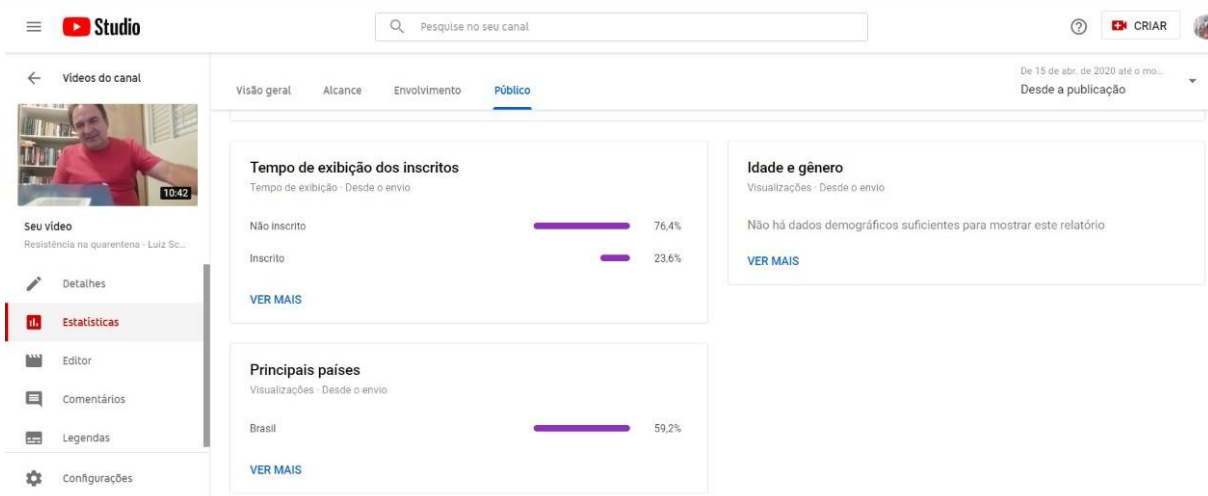 Studio
Pesquise no seu canal
CRIAR
Vídeos do canal
10:42
Seu vídeo
Resistência na quarentena - Luiz Sc...
Detalhes
Estatísticas
Editor
Comentários
Legendas
Configurações
Visão geral Alcance Envolvimento Público
De 15 de abr. de 2020 até o mo...
Desde a publicação
Tempo de exibição dos inscritos
Tempo de exibição · Desde o envio
Não inscrito 76,4%
Inscrito 23,6%
VER MAIS
Idade e gênero
Visualizações · Desde o envio
Não há dados demográficos suficientes para mostrar este relatório
VER MAIS
Principais países
Visualizações · Desde o envio
Brasil 59,2%
VER MAIS